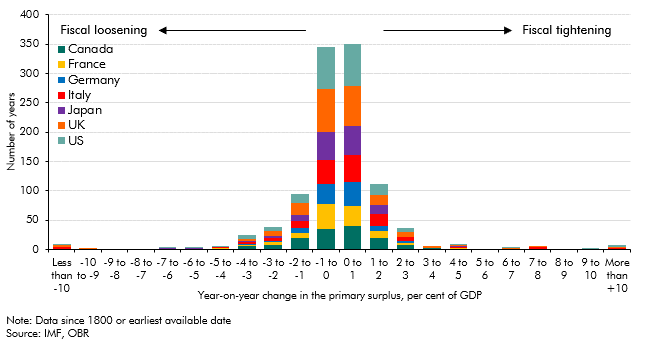 400
350
300
250
200
150
100
50
0
Number of years
Fiscal loosening
Fiscal tightening
Canada
France
Germany
Italy
Japan
UK
US
Less than -10
-10 to -9
-9 to -8
-8 to -7
-7 to -6
-6 to -5
-5 to -4
-4 to -3
-3 to -2
-2 to -1
-1 to 0
0 to 1
1 to 2
2 to 3
3 to 4
4 to 5
5 to 6
6 to 7
7 to 8
8 to 9
9 to 10
More than +10
Year-on-year change in the primary surplus, per cent of GDP
Note: Data since 1800 or earliest available date
Source: IMF, OBR